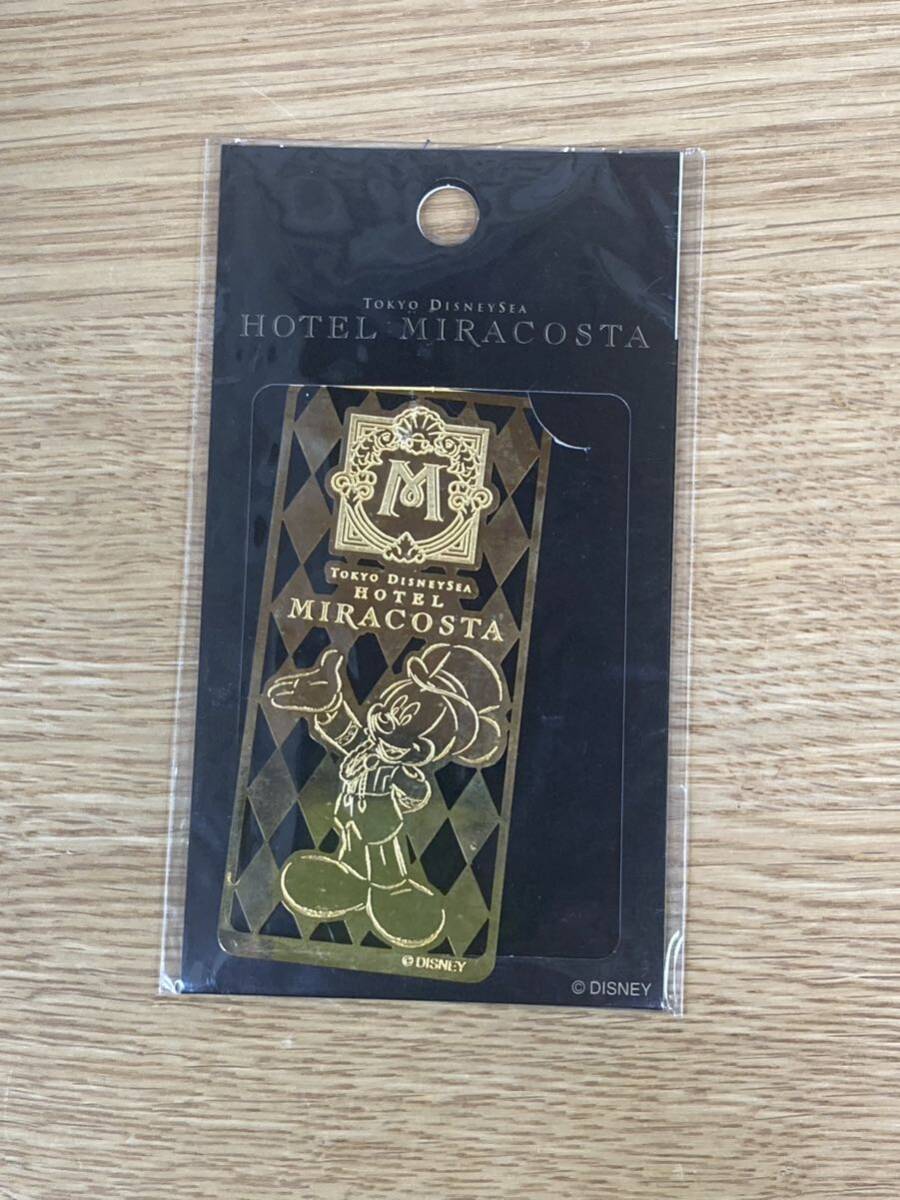 TOKYO DISNEYSEA
HOTEL MIRACOSTA
M
TOKYO DISNEYSEA
HOTEL
MIRACOSTA
© DISNEY
© DISNEY